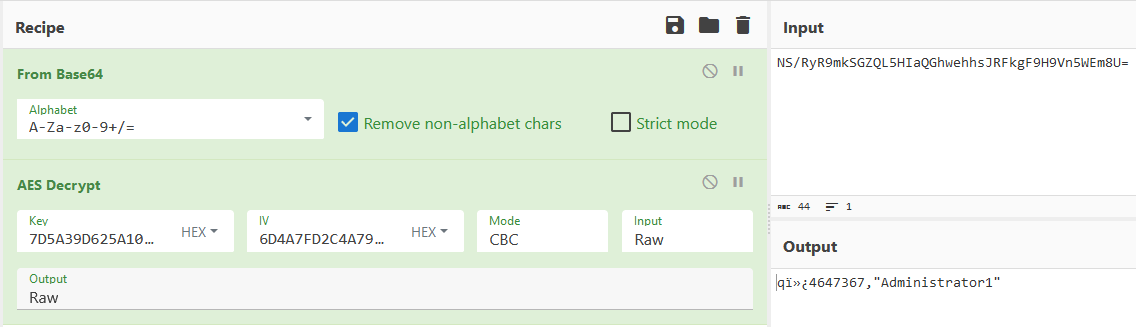 Recipe
From Base64
Alphabet
A-Za-z0-9+/=
Remove non-alphabet chars
Strict mode
AES Decrypt
Key
7D5A39D625A10…
HEX
IV
6D4A7FD2C4A79…
HEX
Mode
CBC
Input
Raw
Output
Raw
Input
NS/RyR9mkSGZQL5HIaQGhwehhsJRFkgF9H9Vn5WEm8U=
ABC 44 1
Output
qï»¿4647367,"Administrator1"